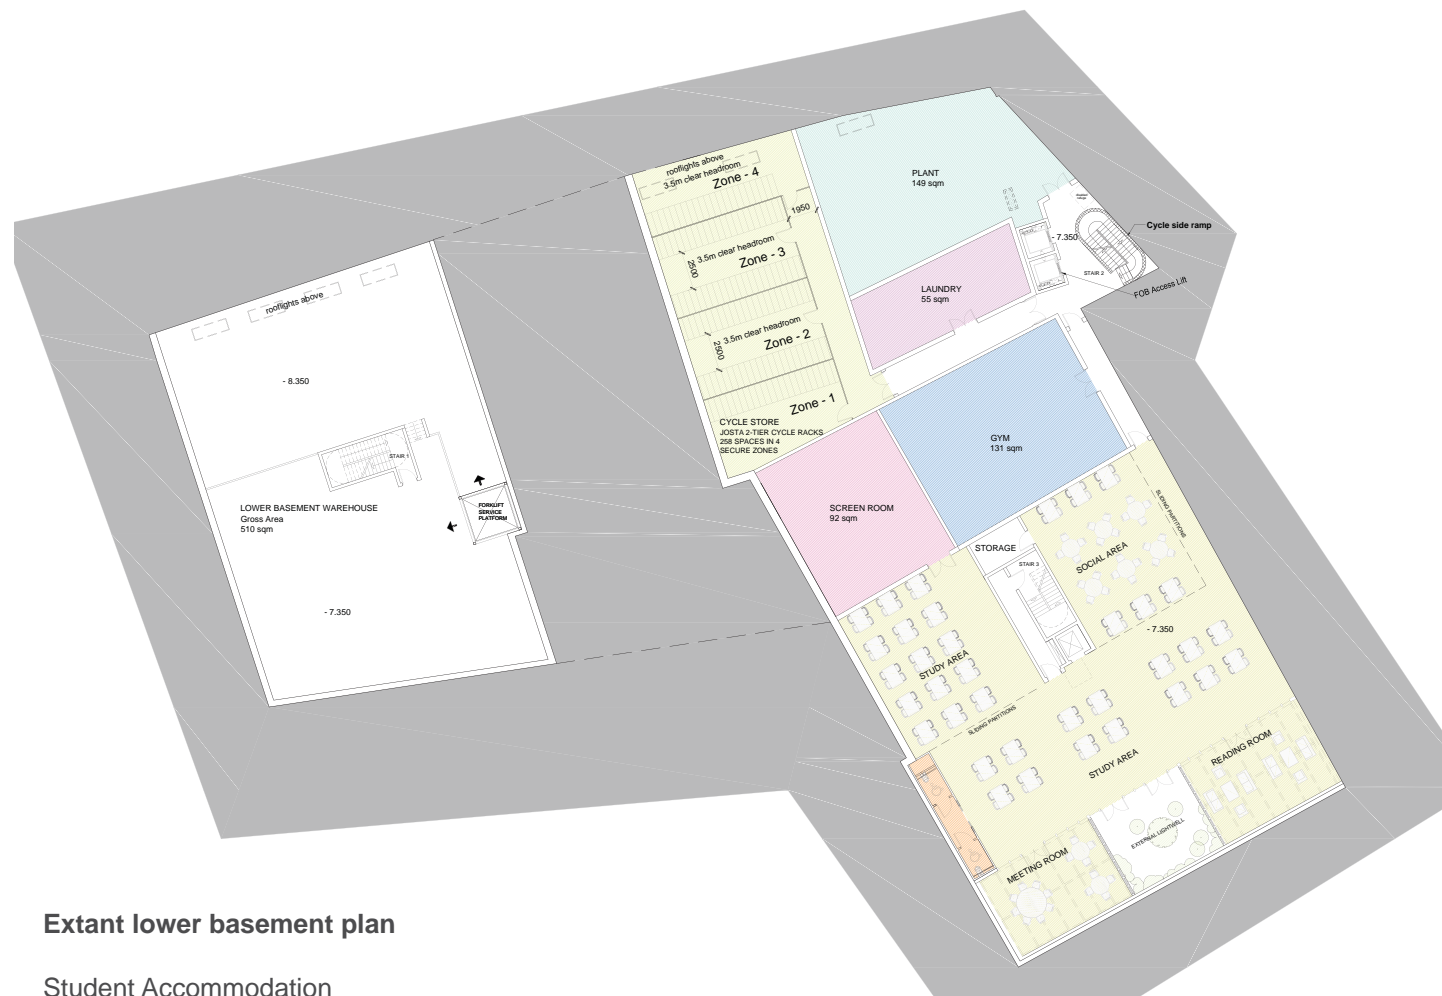 rooflights above
3.5m clear headroom
Zone - 4
1950
PLANT
149 sqm
- 7.350
Cycle side ramp
STAIR 2
FOB Access Lift
3.5m clear headroom
2500
Zone - 3
LAUNDRY
55 sqm
rooflights above
3.5m clear headroom
2500
Zone - 2
- 8.350
Zone - 1
CYCLE STORE
JOSTA 2-TIER CYCLE RACKS
258 SPACES IN 4
SECURE ZONES
GYM
131 sqm
STAIR 1
LOWER BASEMENT WAREHOUSE
Gross Area
510 sqm
FORKLIFT
SERVICE
PLATFORM
SCREEN ROOM
92 sqm
SLIDING PARTITIONS
STORAGE
STAIR 3
SOCIAL AREA
- 7.350
- 7.350
STUDY AREA
SLIDING PARTITIONS
STUDY AREA
READING ROOM
EXTERNAL LIGHTWELL
MEETING ROOM
Extant lower basement plan
Student Accommodation